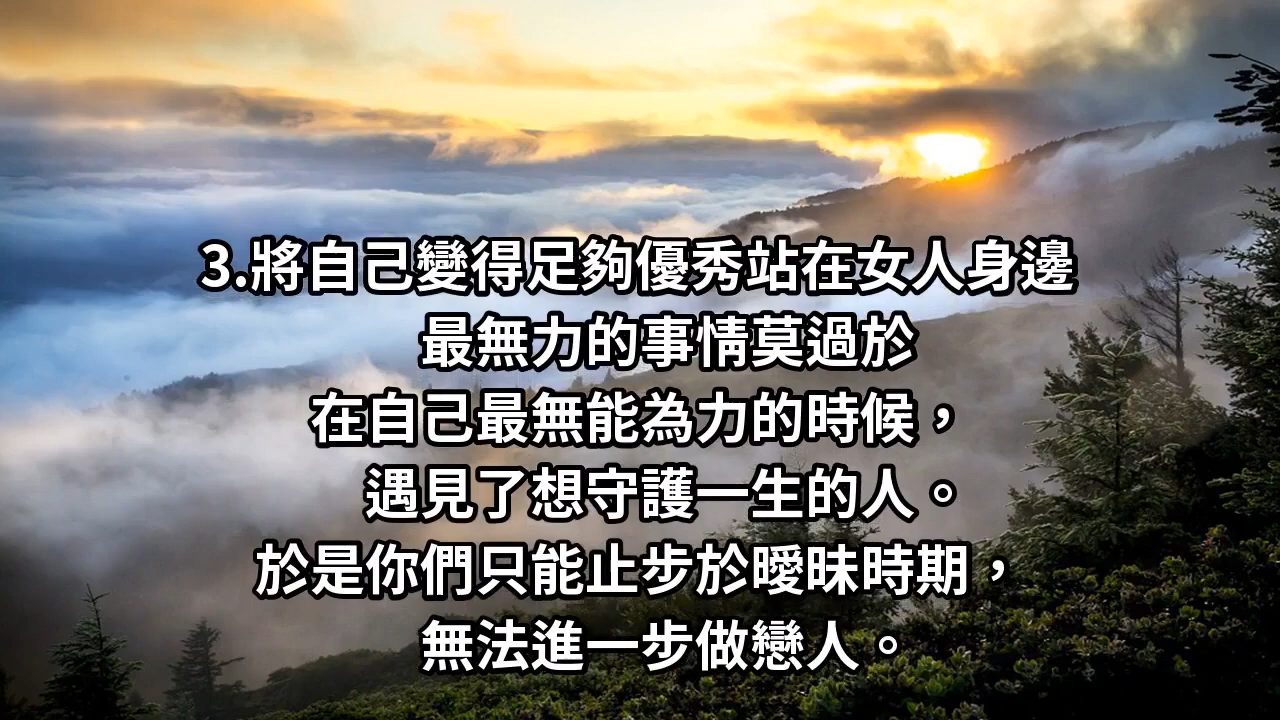 3.將自己變得足夠優秀站在女人身邊
最無力的事情莫過於
在自己最無能為力的時候，
遇見了想守護一生的人。
於是你們只能止步於曖昧時期，
無法進一步做戀人。